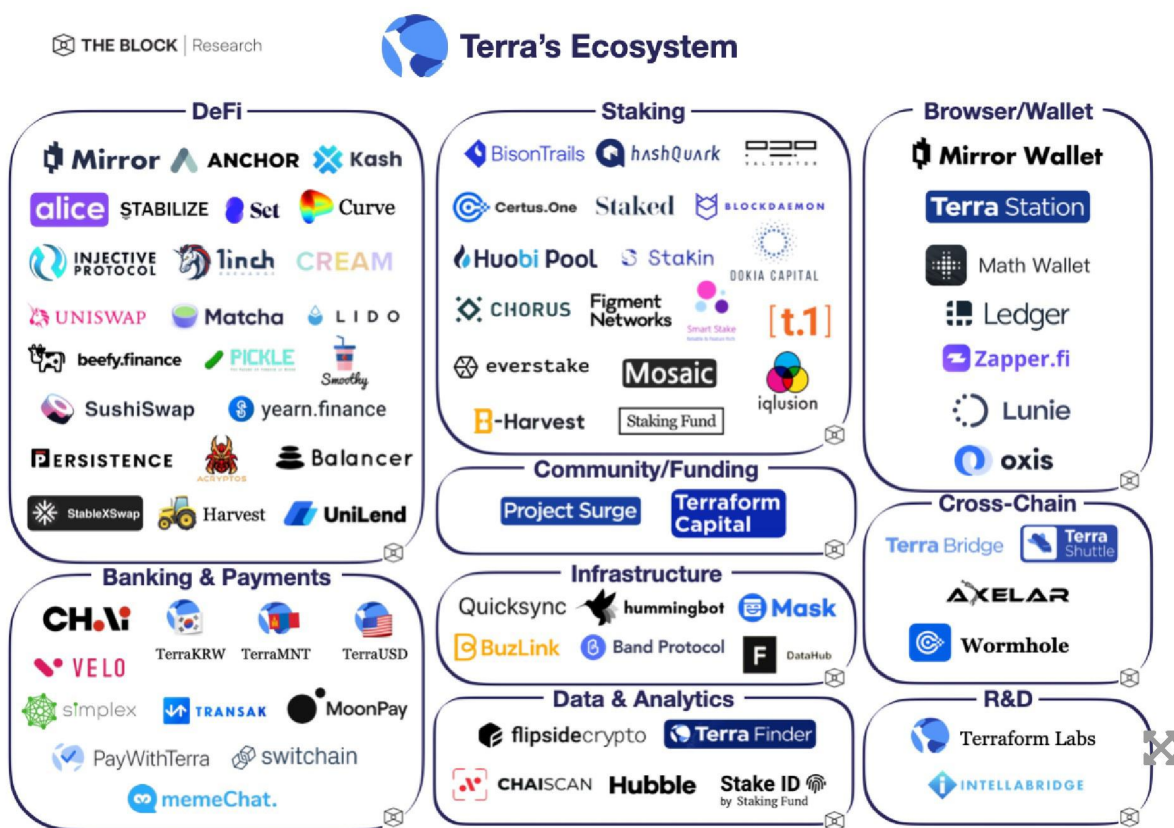 THE BLOCK | Research
Terra's Ecosystem
DeFi
Mirror ANCHOR Kash
alice STABILIZE Set Curve
INJECTIVE PROTOCOL 1inch EXCHANGE CREAM
UNISWAP Matcha LIDO
beefy.finance PICKLE Smoothy
SushiSwap yearn.finance
PERSISTENCE ACRYPTOS Balancer
StableXSwap Harvest UniLend
Staking
BisonTrails hashQuark P2P VALIDATOR
Certus.One Staked BLOCKDAEMON
Huobi Pool Stakin DOKIA CAPITAL
CHORUS Figment Networks Smart Stake [t.1]
everstake Mosaic iqlusion
B-Harvest Staking Fund
Browser/Wallet
Mirror Wallet
Terra Station
Math Wallet
Ledger
Zapper.fi
Lunie
oxis
Community/Funding
Project Surge Terraform Capital
Cross-Chain
Terra Bridge Terra Shuttle
AXELAR
Wormhole
Banking & Payments
CHAI TerraKRW TerraMNT TerraUSD
VELO
simplex TRANSAK MoonPay
PayWithTerra switchain
memeChat.
Infrastructure
Quicksync hummingbot Mask
BuzLink Band Protocol F DataHub
Data & Analytics
flipsidecrypto Terra Finder
CHAISCAN Hubble Stake ID by Staking Fund
R&D
Terraform Labs
INTELLABRIDGE